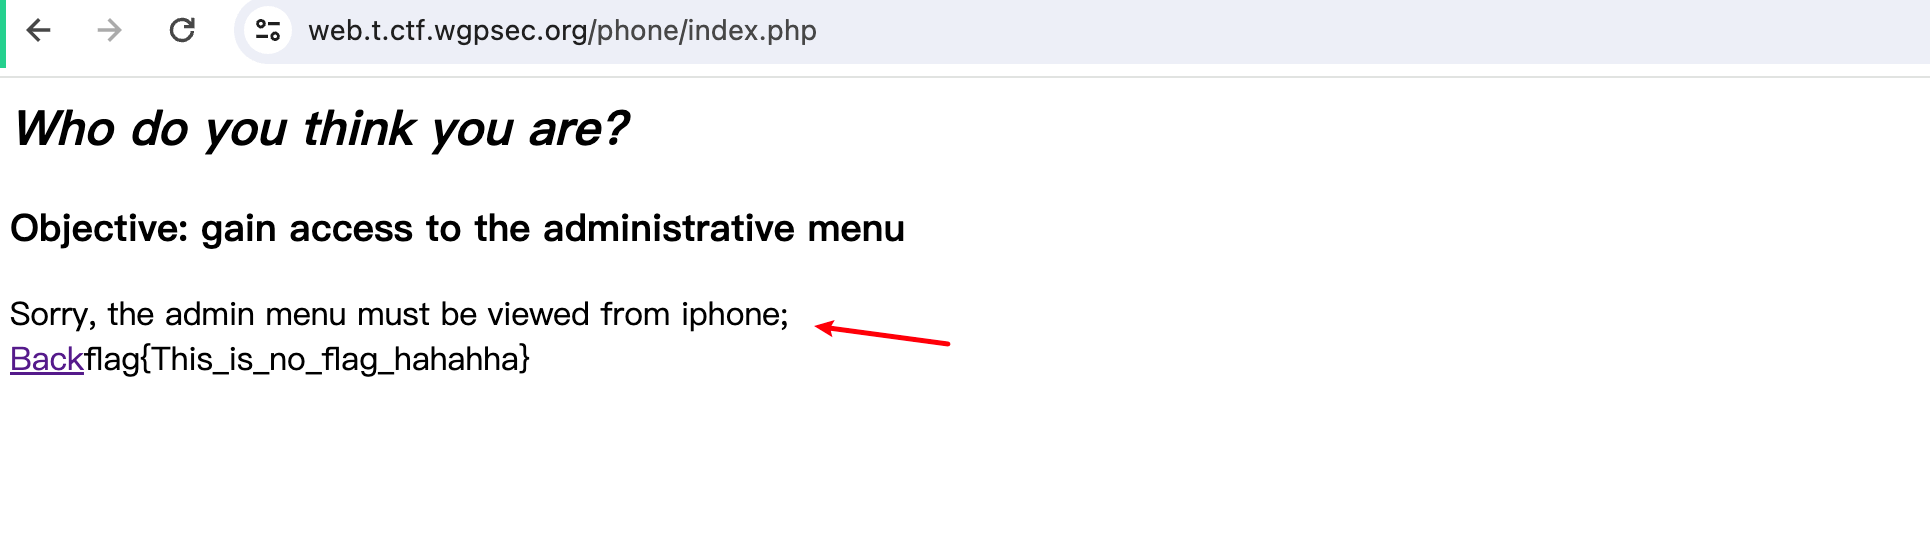 web.t.ctf.wgpsec.org/phone/index.php
Who do you think you are?
Objective: gain access to the administrative menu
Sorry, the admin menu must be viewed from iphone;
Backflag{This_is_no_flag_hahahha}